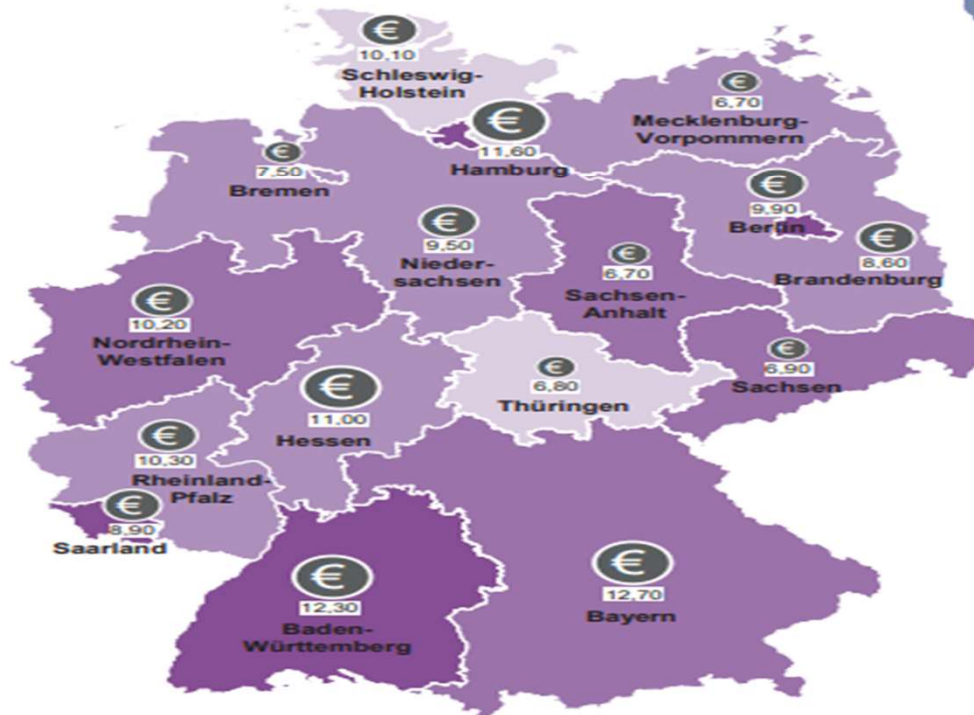 €
10,10
Schleswig-
Holstein
€
6,70
Mecklenburg-
Vorpommern
€
11,60
Hamburg
€
7,50
Bremen
€
9,90
Berlin
€
9,50
Nieder-
sachsen
€
6,70
Sachsen-
Anhalt
€
8,60
Brandenburg
€
10,20
Nordrhein-
Westfalen
€
6,90
Sachsen
€
6,80
Thüringen
€
11,00
Hessen
€
10,30
Rheinland-
Pfalz
€
8,90
Saarland
€
12,30
Baden-
Württemberg
€
12,70
Bayern